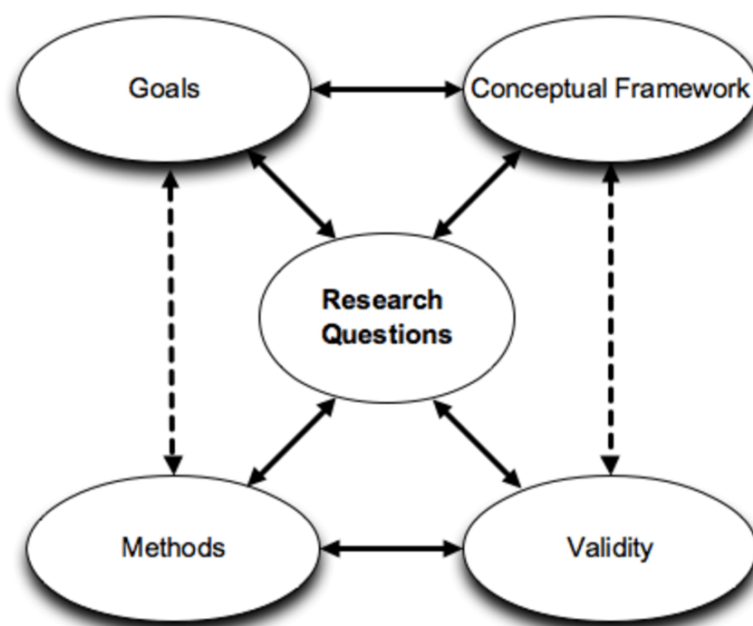 Goals
Conceptual Framework
Research
Questions
Methods
Validity